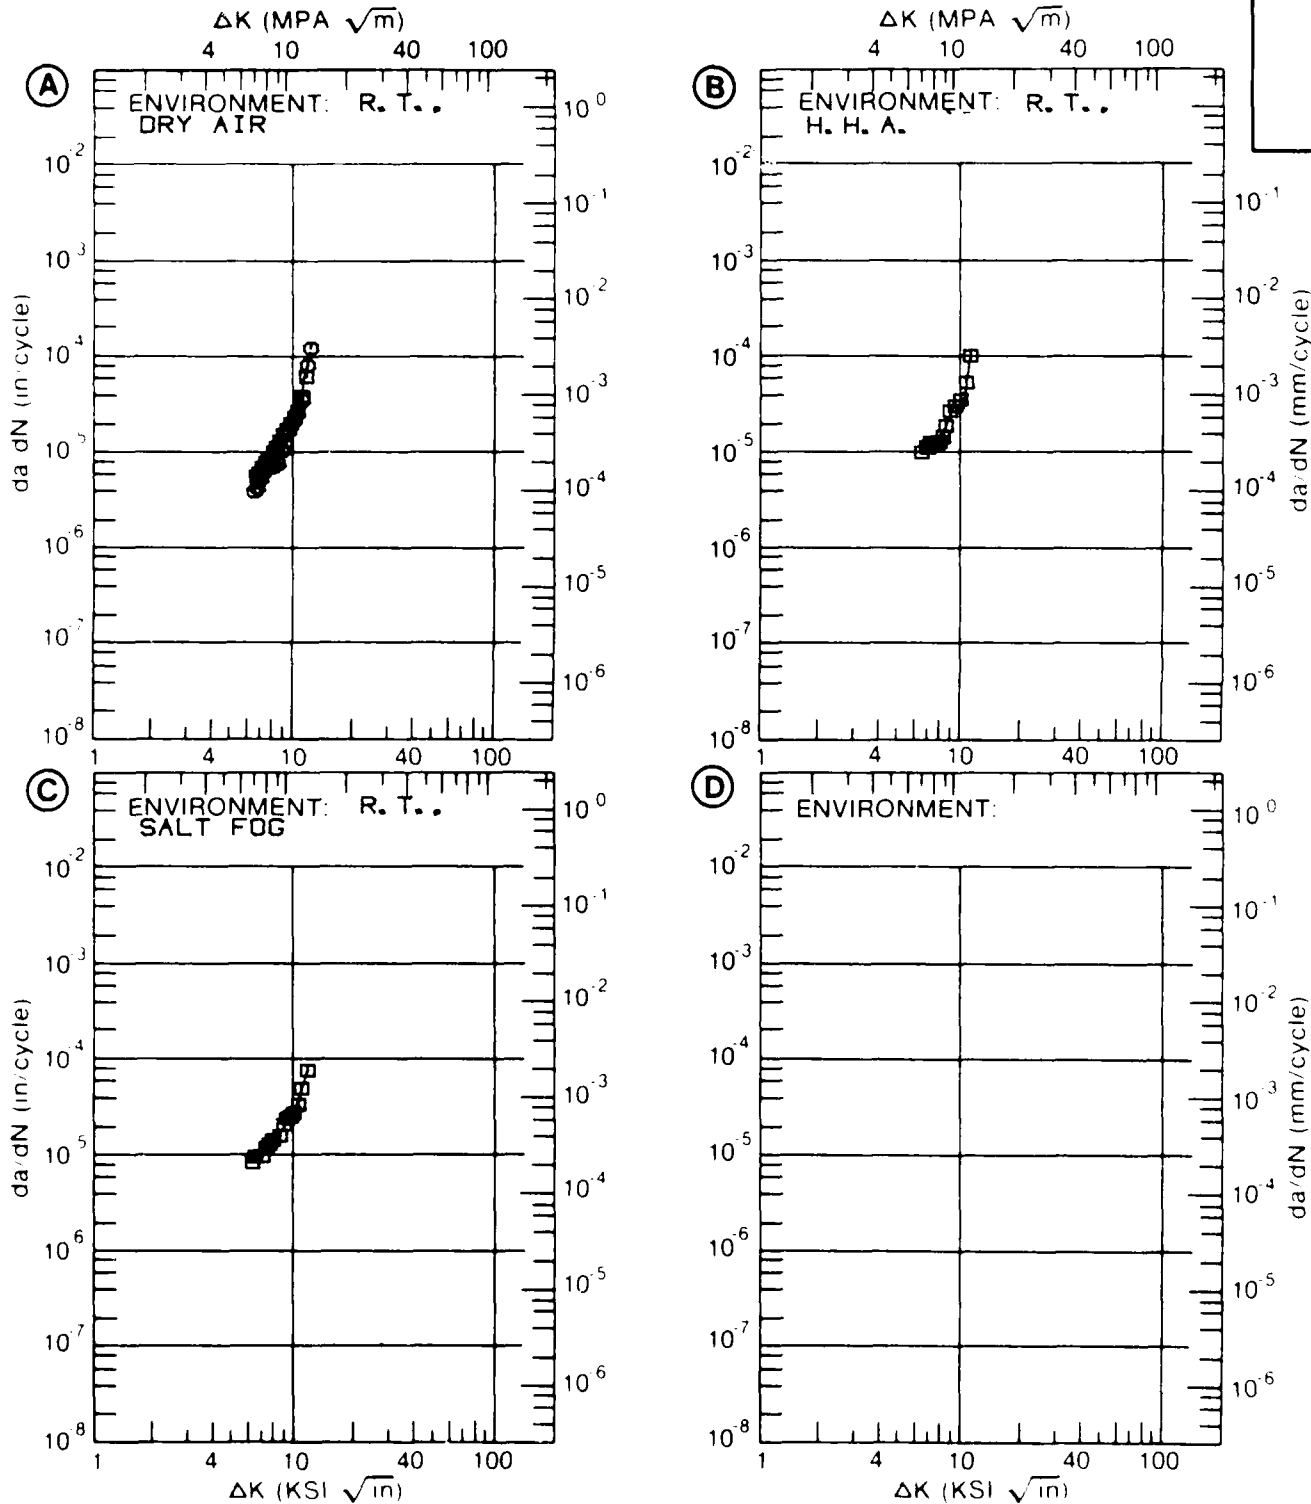 ΔK (MPA √m)
4 10 40 100
A
ENVIRONMENT: R. T..
DRY AIR
10⁰
10⁻²
10⁻¹
10⁻³
10⁻²
10⁻⁴
10⁻³
10⁻⁵
10⁻⁴
10⁻⁶
10⁻⁵
10⁻⁷
10⁻⁶
10⁻⁸
da dN (in cycle)
1 4 10 40 100
ΔK (MPA √m)
4 10 40 100
B
ENVIRONMENT: R. T..
H. H. A.
10⁻²
10⁻¹
10⁻³
10⁻²
10⁻⁴
10⁻³
10⁻⁵
10⁻⁴
10⁻⁶
10⁻⁵
10⁻⁷
10⁻⁶
10⁻⁸
da/dN (mm/cycle)
1 4 10 40 100
C
ENVIRONMENT: R. T..
SALT FOG
10⁰
10⁻²
10⁻¹
10⁻³
10⁻²
10⁻⁴
10⁻³
10⁻⁵
10⁻⁴
10⁻⁶
10⁻⁵
10⁻⁷
10⁻⁶
10⁻⁸
da/dN (in/cycle)
1 4 10 40 100
ΔK (KSI √in)
D
ENVIRONMENT:
10⁰
10⁻²
10⁻¹
10⁻³
10⁻²
10⁻⁴
10⁻³
10⁻⁵
10⁻⁴
10⁻⁶
10⁻⁵
10⁻⁷
10⁻⁶
10⁻⁸
da/dN (mm/cycle)
1 4 10 40 100
ΔK (KSI √in)